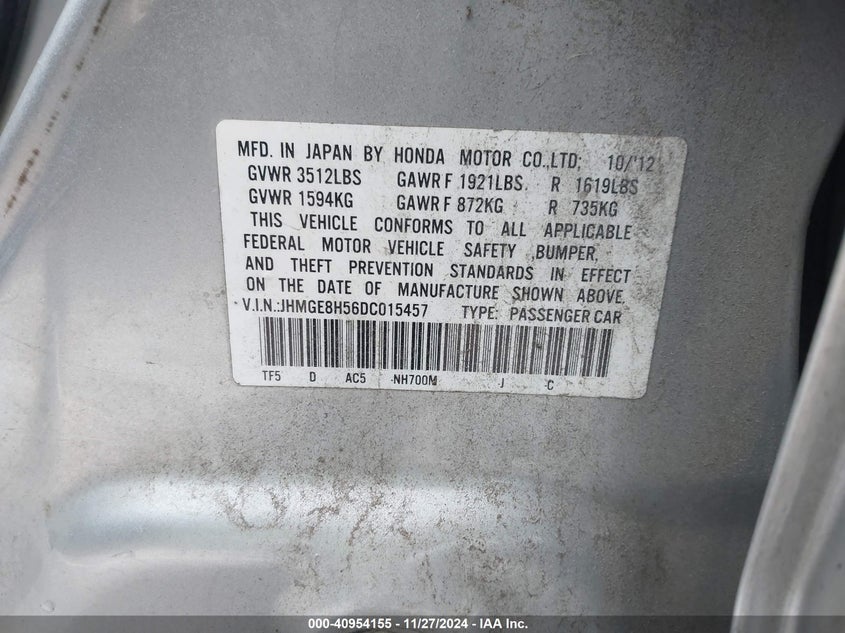 MFD. IN JAPAN BY HONDA MOTOR CO.,LTD; 10/'12
GVWR 3512LBS GAWR F 1921LBS. R 1619LBS
GVWR 1594KG GAWR F 872KG R 735KG
THIS VEHICLE CONFORMS TO ALL APPLICABLE
FEDERAL MOTOR VEHICLE SAFETY ,BUMPER,
AND THEFT PREVENTION STANDARDS IN EFFECT
ON THE DATE OF MANUFACTURE SHOWN ABOVE.
V.I.N.:JHMGE8H56DC015457 TYPE: PASSENGER CAR
TF5 D AC5 NH700M J C
000-40954155 — 11/27/2024 — IAA Inc.